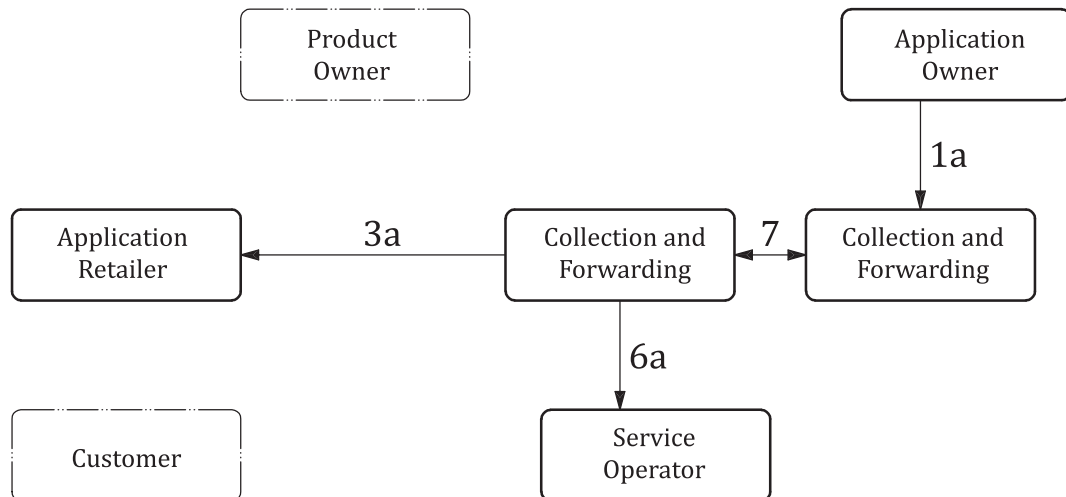 Product
Owner
Application
Owner
1a
Application
Retailer
3a
Collection and
Forwarding
7
Collection and
Forwarding
6a
Customer
Service
Operator